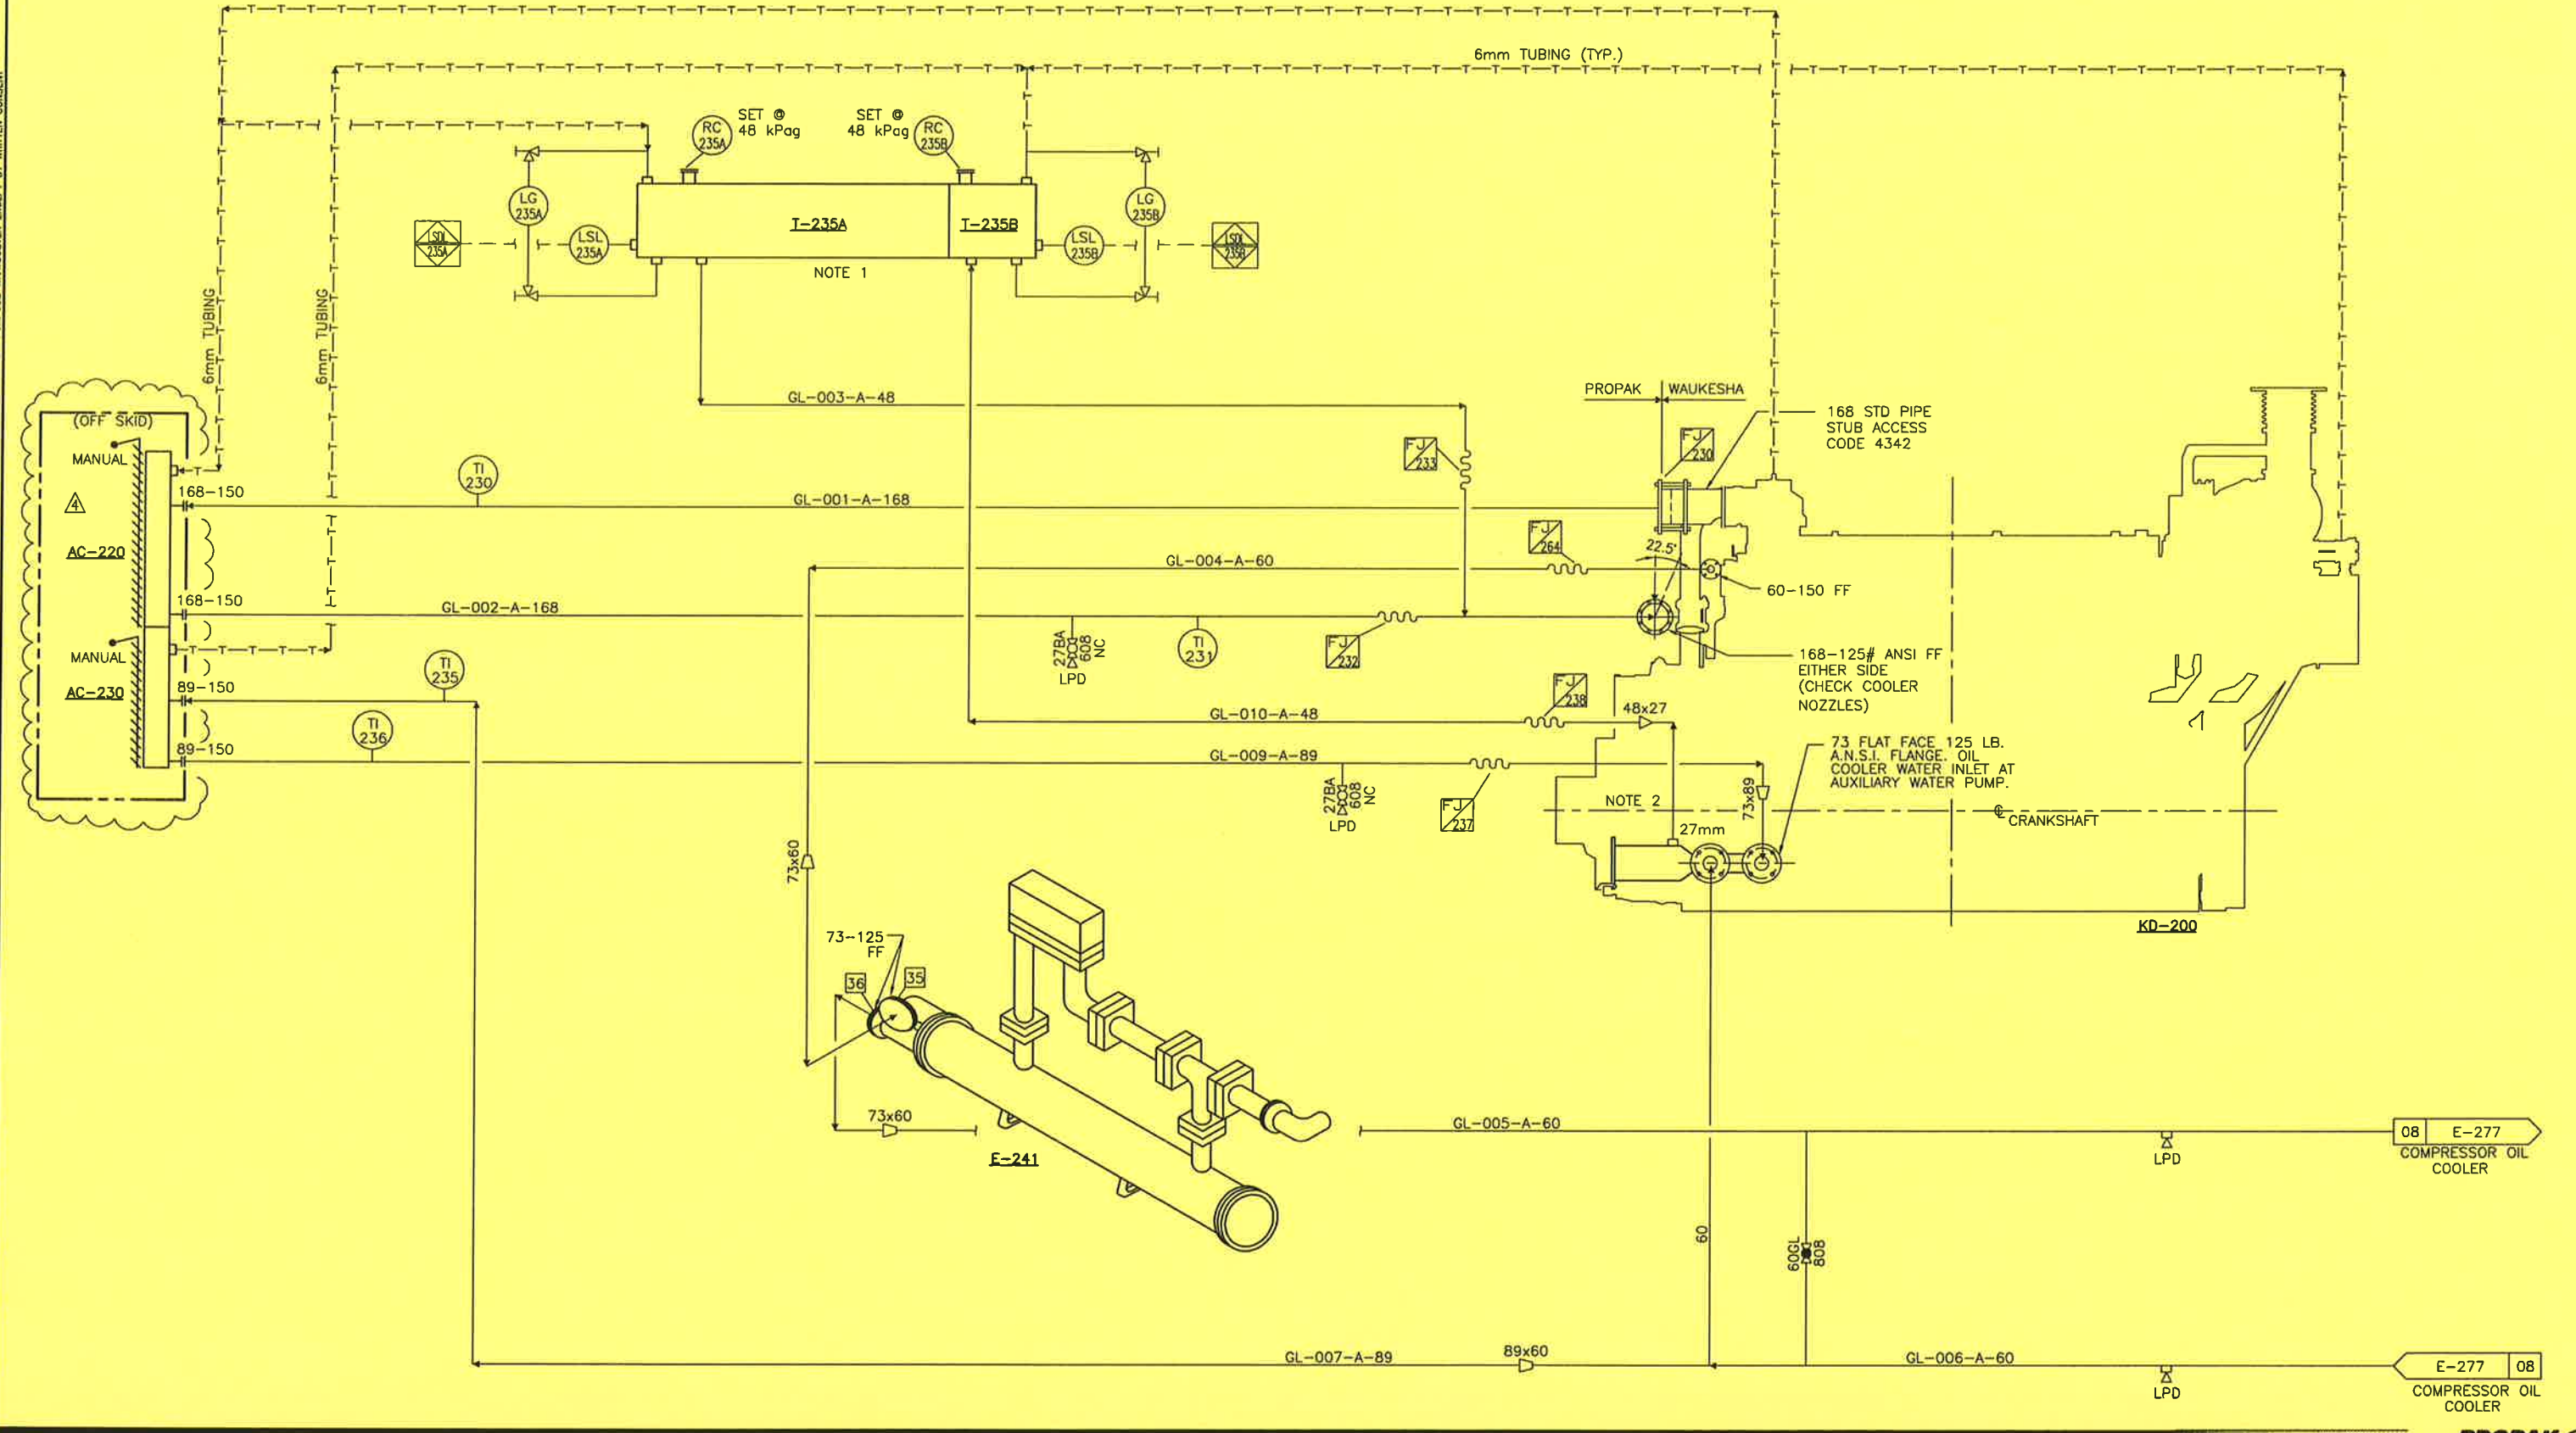 6mm TUBING (TYP.)
SET @
48 kPag
SET @
48 kPag
RC
235A
RC
235B
LG
235A
LG
235B
LSDL
235A
LSL
235A
T-235A
T-235B
LSL
235B
LSDL
235B
NOTE 1
6mm TUBING
6mm TUBING
GL-003-A-48
PROPAK
WAUKESHA
168 STD PIPE
STUB ACCESS
CODE 4342
FJ
230
FJ
233
(OFF SKID)
MANUAL
4
168-150
TI
230
GL-001-A-168
AC-220
FJ
264
22.5°
GL-004-A-60
60-150 FF
168-150
GL-002-A-168
MANUAL
27BA
608
NC
LPD
TI
231
FJ
232
168-125# ANSI FF
EITHER SIDE
(CHECK COOLER
NOZZLES)
AC-230
89-150
TI
235
FJ
238
GL-010-A-48
48x27
TI
236
89-150
GL-009-A-89
73 FLAT FACE 125 LB.
A.N.S.I. FLANGE. OIL
COOLER WATER INLET AT
AUXILIARY WATER PUMP.
27BA
608
NC
LPD
FJ
237
NOTE 2
73x89
℄ CRANKSHAFT
27mm
73x60
KD-200
73-125
FF
36
35
73x60
E-241
GL-005-A-60
LPD
08 E-277
COMPRESSOR OIL
COOLER
60
60GL
808
GL-007-A-89
89x60
GL-006-A-60
LPD
E-277 08
COMPRESSOR OIL
COOLER